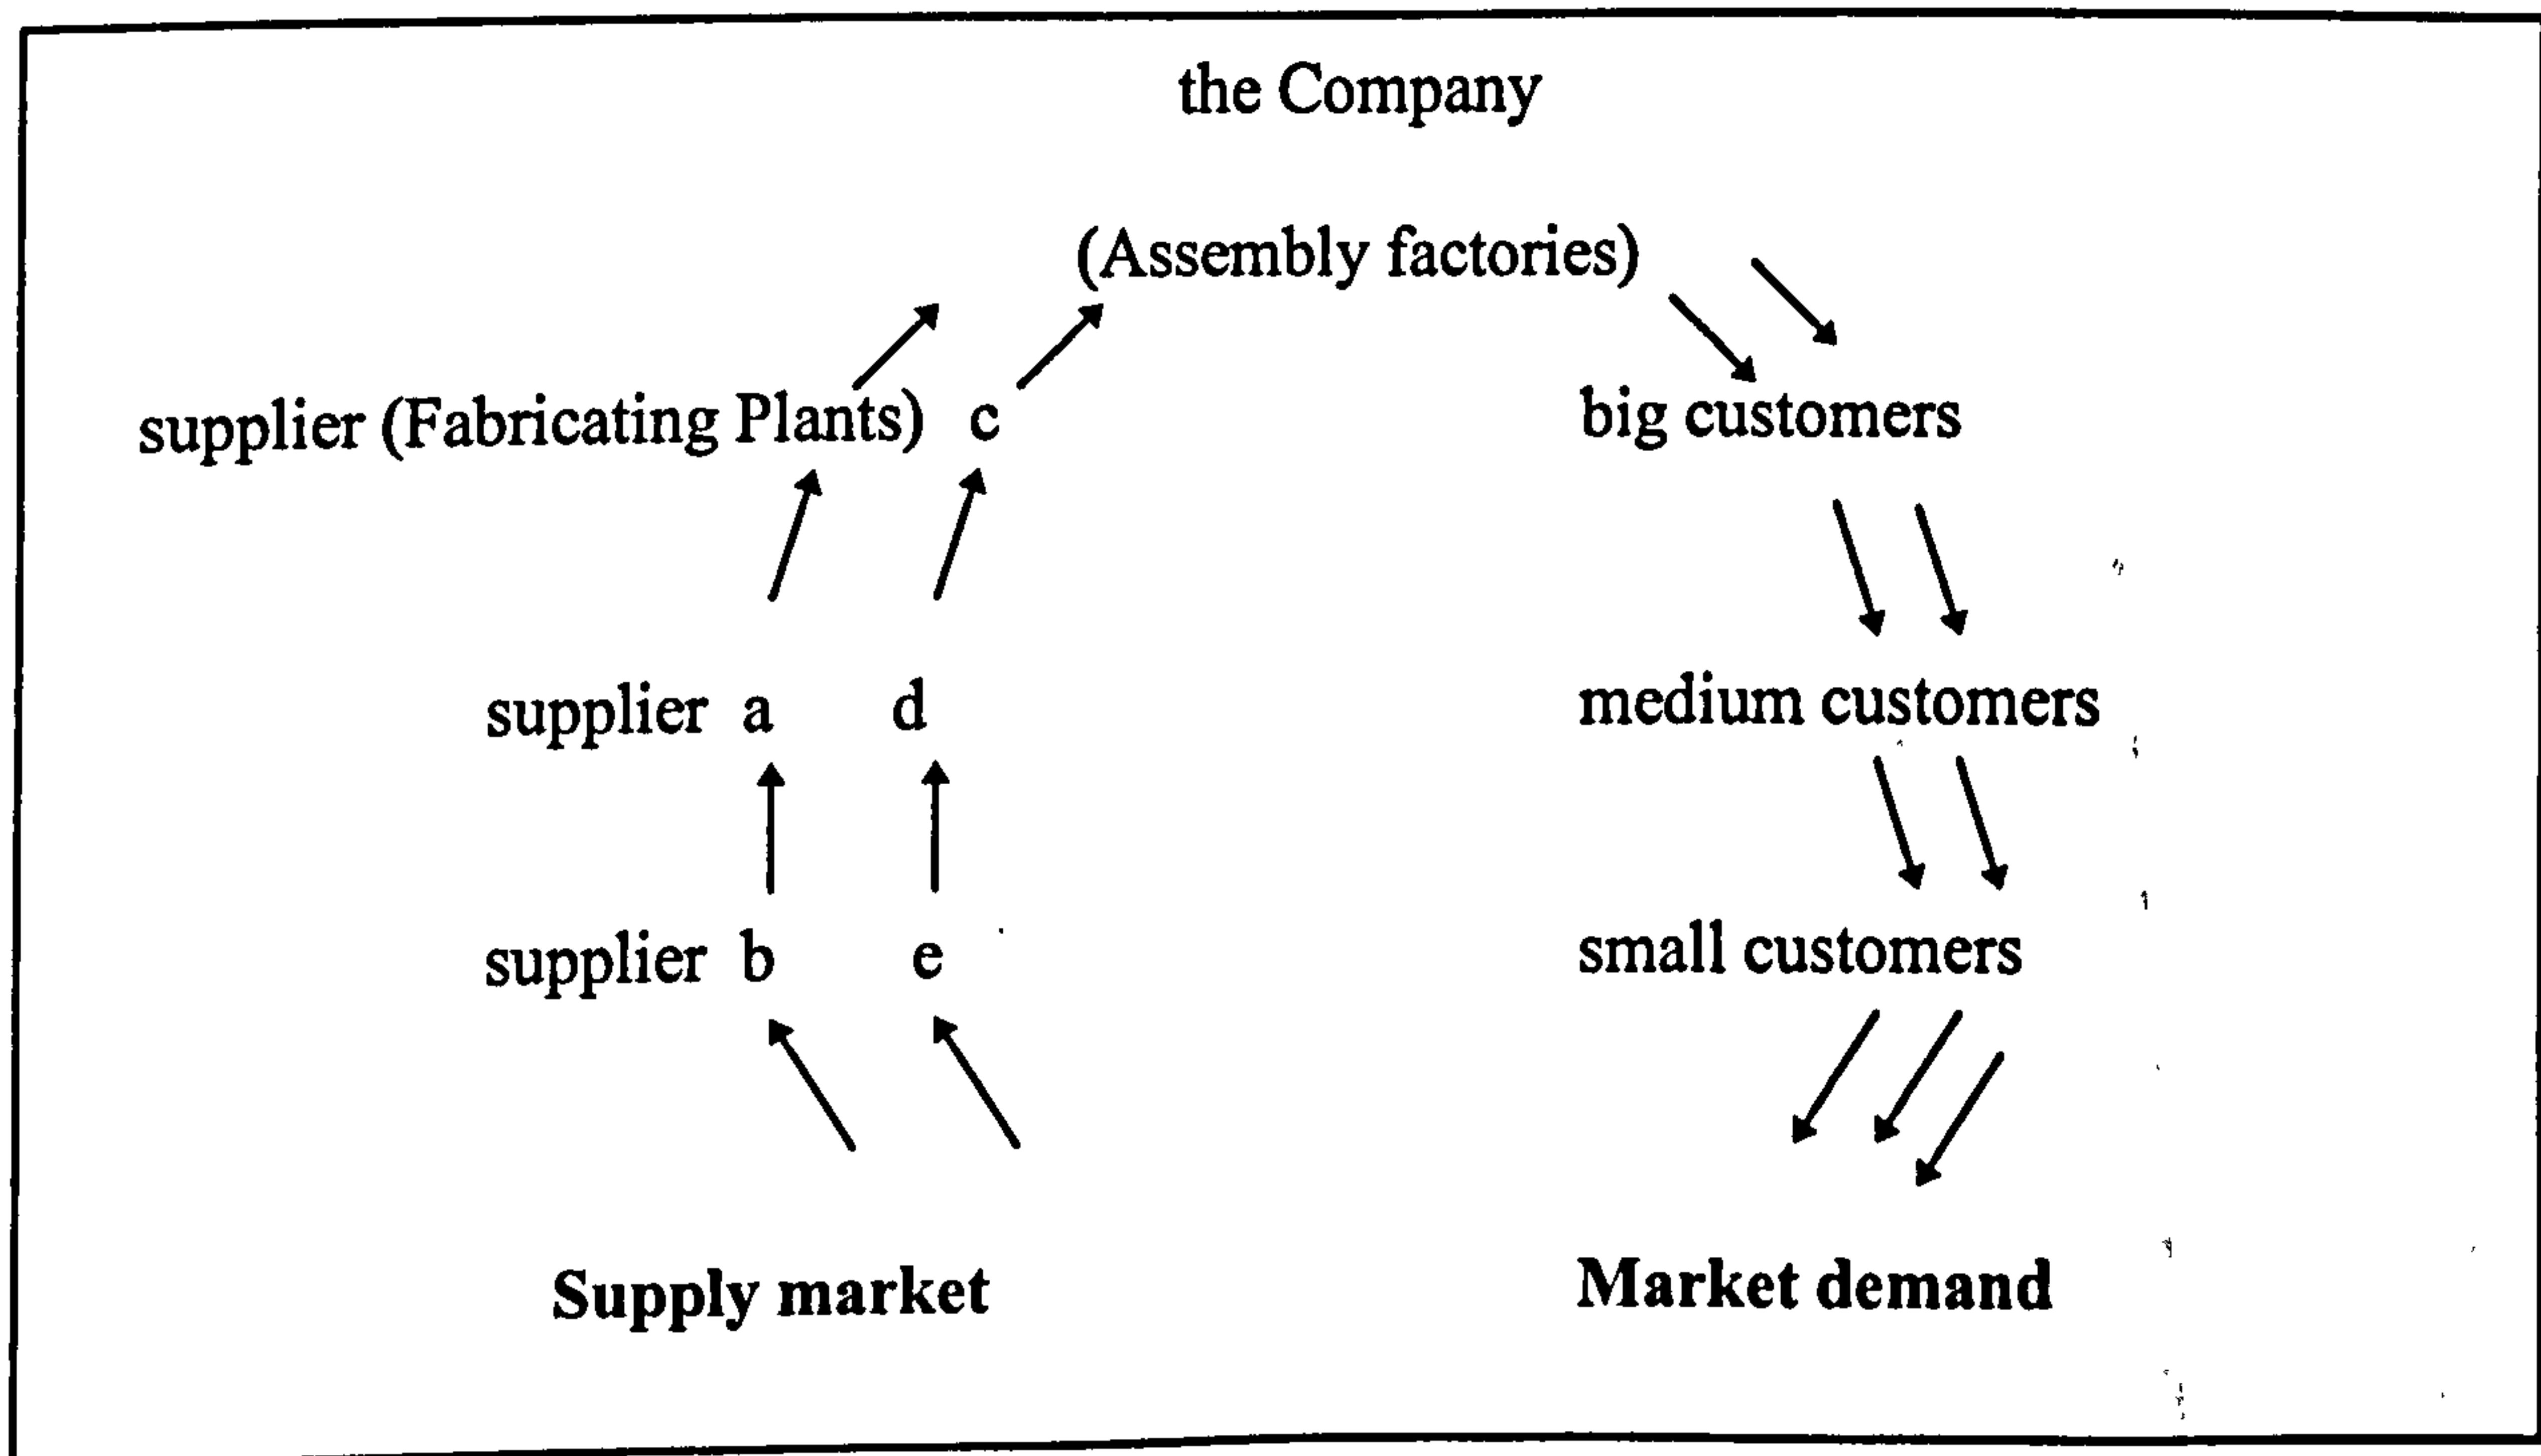 the Company
(Assembly factories)
supplier (Fabricating Plants) c
big customers
supplier a d
medium customers
supplier b e
small customers
Supply market
Market demand